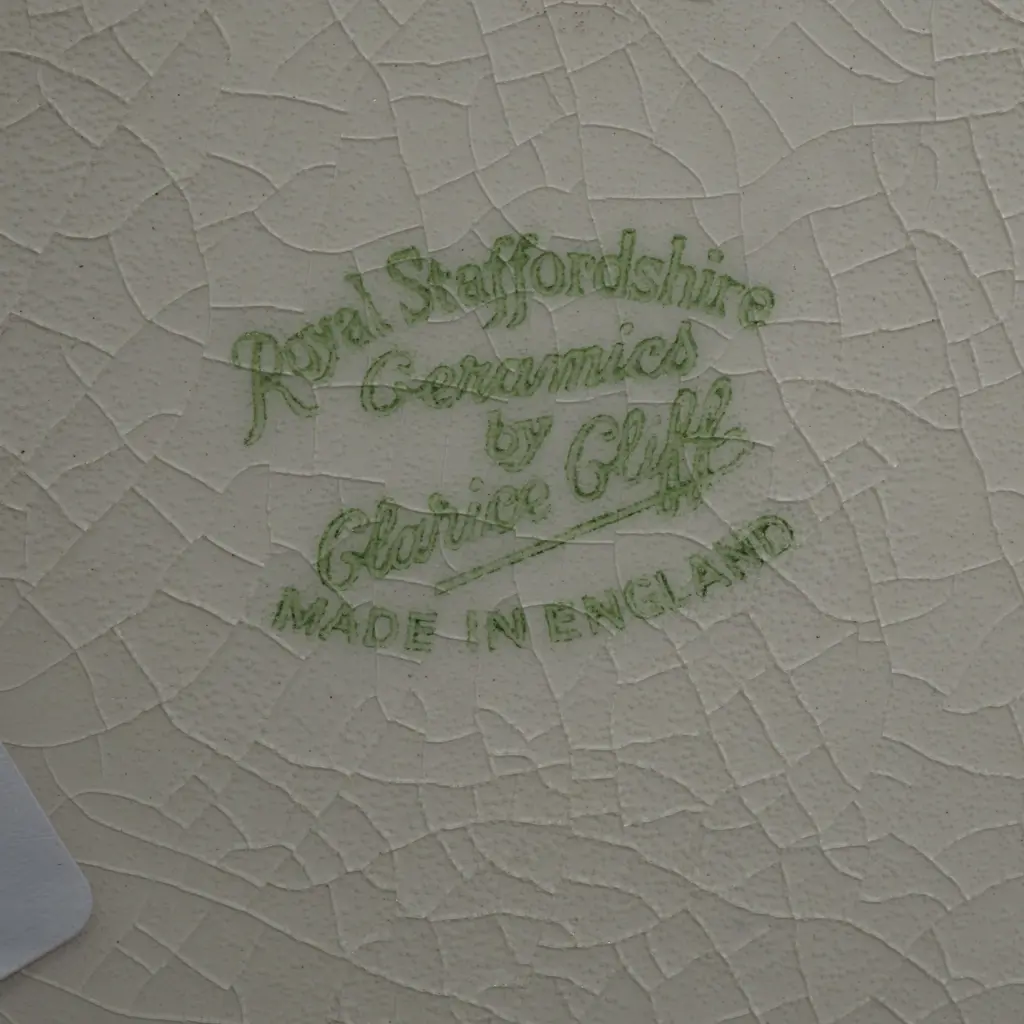 Royal Staffordshire
Ceramics
by
Clarice Cliff
MADE IN ENGLAND